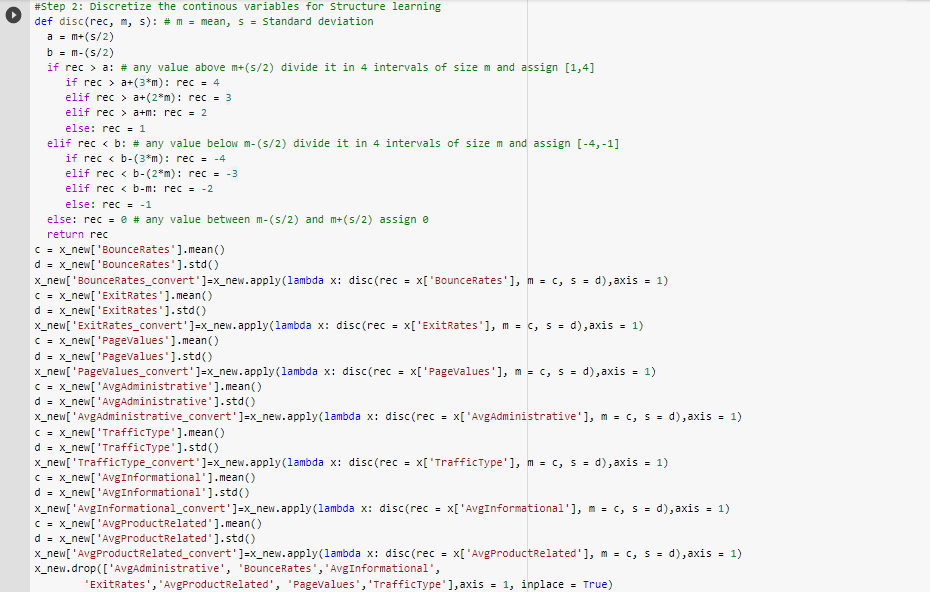 #Step 2: Discretize the continous variables for Structure learning
def disc(rec, m, s): # m = mean, s = Standard deviation
  a = m+(s/2)
  b = m-(s/2)
  if rec > a: # any value above m+(s/2) divide it in 4 intervals of size m and assign [1,4]
     if rec > a+(3*m): rec = 4
     elif rec > a+(2*m): rec = 3
     elif rec > a+m: rec = 2
     else: rec = 1
  elif rec < b: # any value below m-(s/2) divide it in 4 intervals of size m and assign [-4,-1]
     if rec < b-(3*m): rec = -4
     elif rec < b-(2*m): rec = -3
     elif rec < b-m: rec = -2
     else: rec = -1
  else: rec = 0 # any value between m-(s/2) and m+(s/2) assign 0
  return rec
c = x_new['BounceRates'].mean()
d = x_new['BounceRates'].std()
x_new['BounceRates_convert']=x_new.apply(lambda x: disc(rec = x['BounceRates'], m = c, s = d),axis = 1)
c = x_new['ExitRates'].mean()
d = x_new['ExitRates'].std()
x_new['ExitRates_convert']=x_new.apply(lambda x: disc(rec = x['ExitRates'], m = c, s = d),axis = 1)
c = x_new['PageValues'].mean()
d = x_new['PageValues'].std()
x_new['PageValues_convert']=x_new.apply(lambda x: disc(rec = x['PageValues'], m = c, s = d),axis = 1)
c = x_new['AvgAdministrative'].mean()
d = x_new['AvgAdministrative'].std()
x_new['AvgAdministrative_convert']=x_new.apply(lambda x: disc(rec = x['AvgAdministrative'], m = c, s = d),axis = 1)
c = x_new['TrafficType'].mean()
d = x_new['TrafficType'].std()
x_new['TrafficType_convert']=x_new.apply(lambda x: disc(rec = x['TrafficType'], m = c, s = d),axis = 1)
c = x_new['AvgInformational'].mean()
d = x_new['AvgInformational'].std()
x_new['AvgInformational_convert']=x_new.apply(lambda x: disc(rec = x['AvgInformational'], m = c, s = d),axis = 1)
c = x_new['AvgProductRelated'].mean()
d = x_new['AvgProductRelated'].std()
x_new['AvgProductRelated_convert']=x_new.apply(lambda x: disc(rec = x['AvgProductRelated'], m = c, s = d),axis = 1)
x_new.drop(['AvgAdministrative', 'BounceRates','AvgInformational',
        'ExitRates','AvgProductRelated', 'PageValues','TrafficType'],axis = 1, inplace = True)